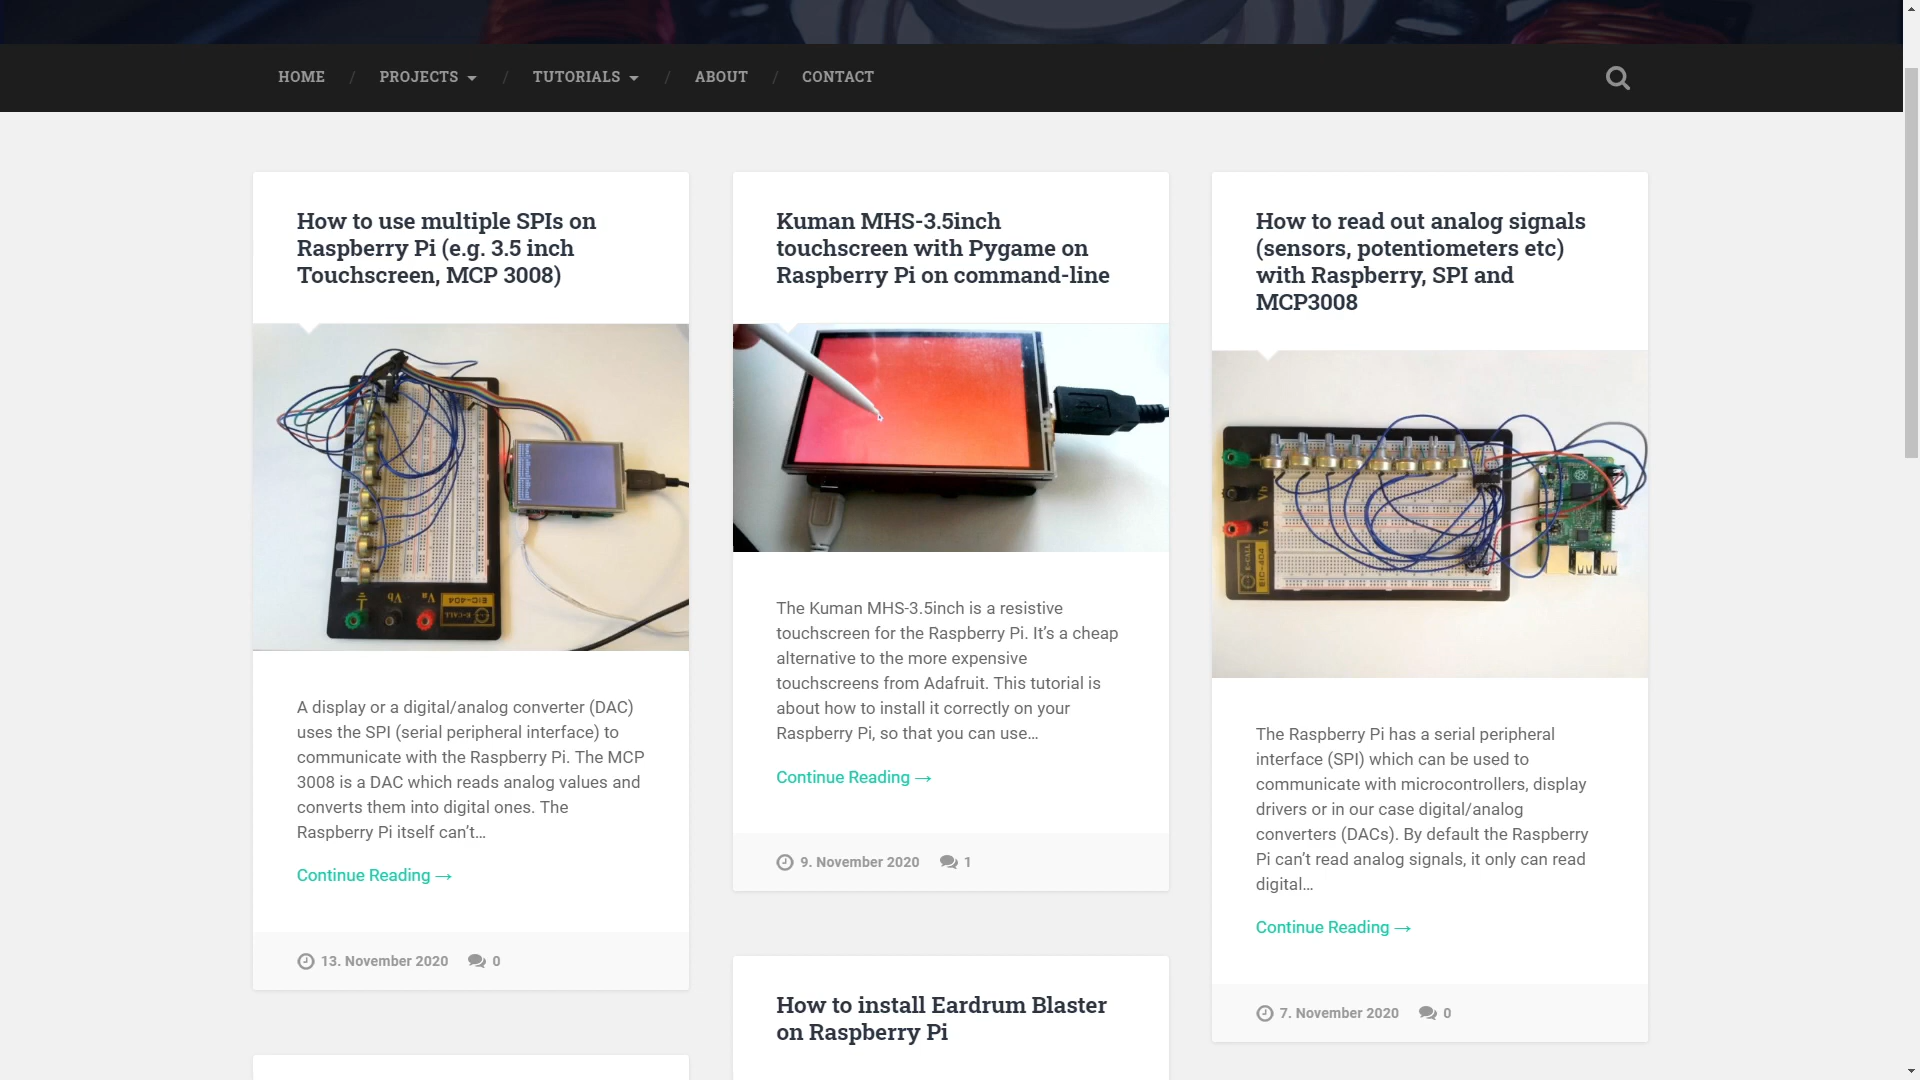 HOME / PROJECTS / TUTORIALS / ABOUT / CONTACT
How to use multiple SPIs on
Raspberry Pi (e.g. 3.5 inch
Touchscreen, MCP 3008)
Vb
Va
EIC-404
E-CALL
A display or a digital/analog converter (DAC)
uses the SPI (serial peripheral interface) to
communicate with the Raspberry Pi. The MCP
3008 is a DAC which reads analog values and
converts them into digital ones. The
Raspberry Pi itself can’t…
Continue Reading →
13. November 2020 0
Kuman MHS-3.5inch
touchscreen with Pygame on
Raspberry Pi on command-line
The Kuman MHS-3.5inch is a resistive
touchscreen for the Raspberry Pi. It’s a cheap
alternative to the more expensive
touchscreens from Adafruit. This tutorial is
about how to install it correctly on your
Raspberry Pi, so that you can use…
Continue Reading →
9. November 2020 1
How to read out analog signals
(sensors, potentiometers etc)
with Raspberry, SPI and
MCP3008
Vb
Va
E-CALL
EIC-404
The Raspberry Pi has a serial peripheral
interface (SPI) which can be used to
communicate with microcontrollers, display
drivers or in our case digital/analog
converters (DACs). By default the Raspberry
Pi can’t read analog signals, it only can read
digital…
Continue Reading →
7. November 2020 0
How to install Eardrum Blaster
on Raspberry Pi